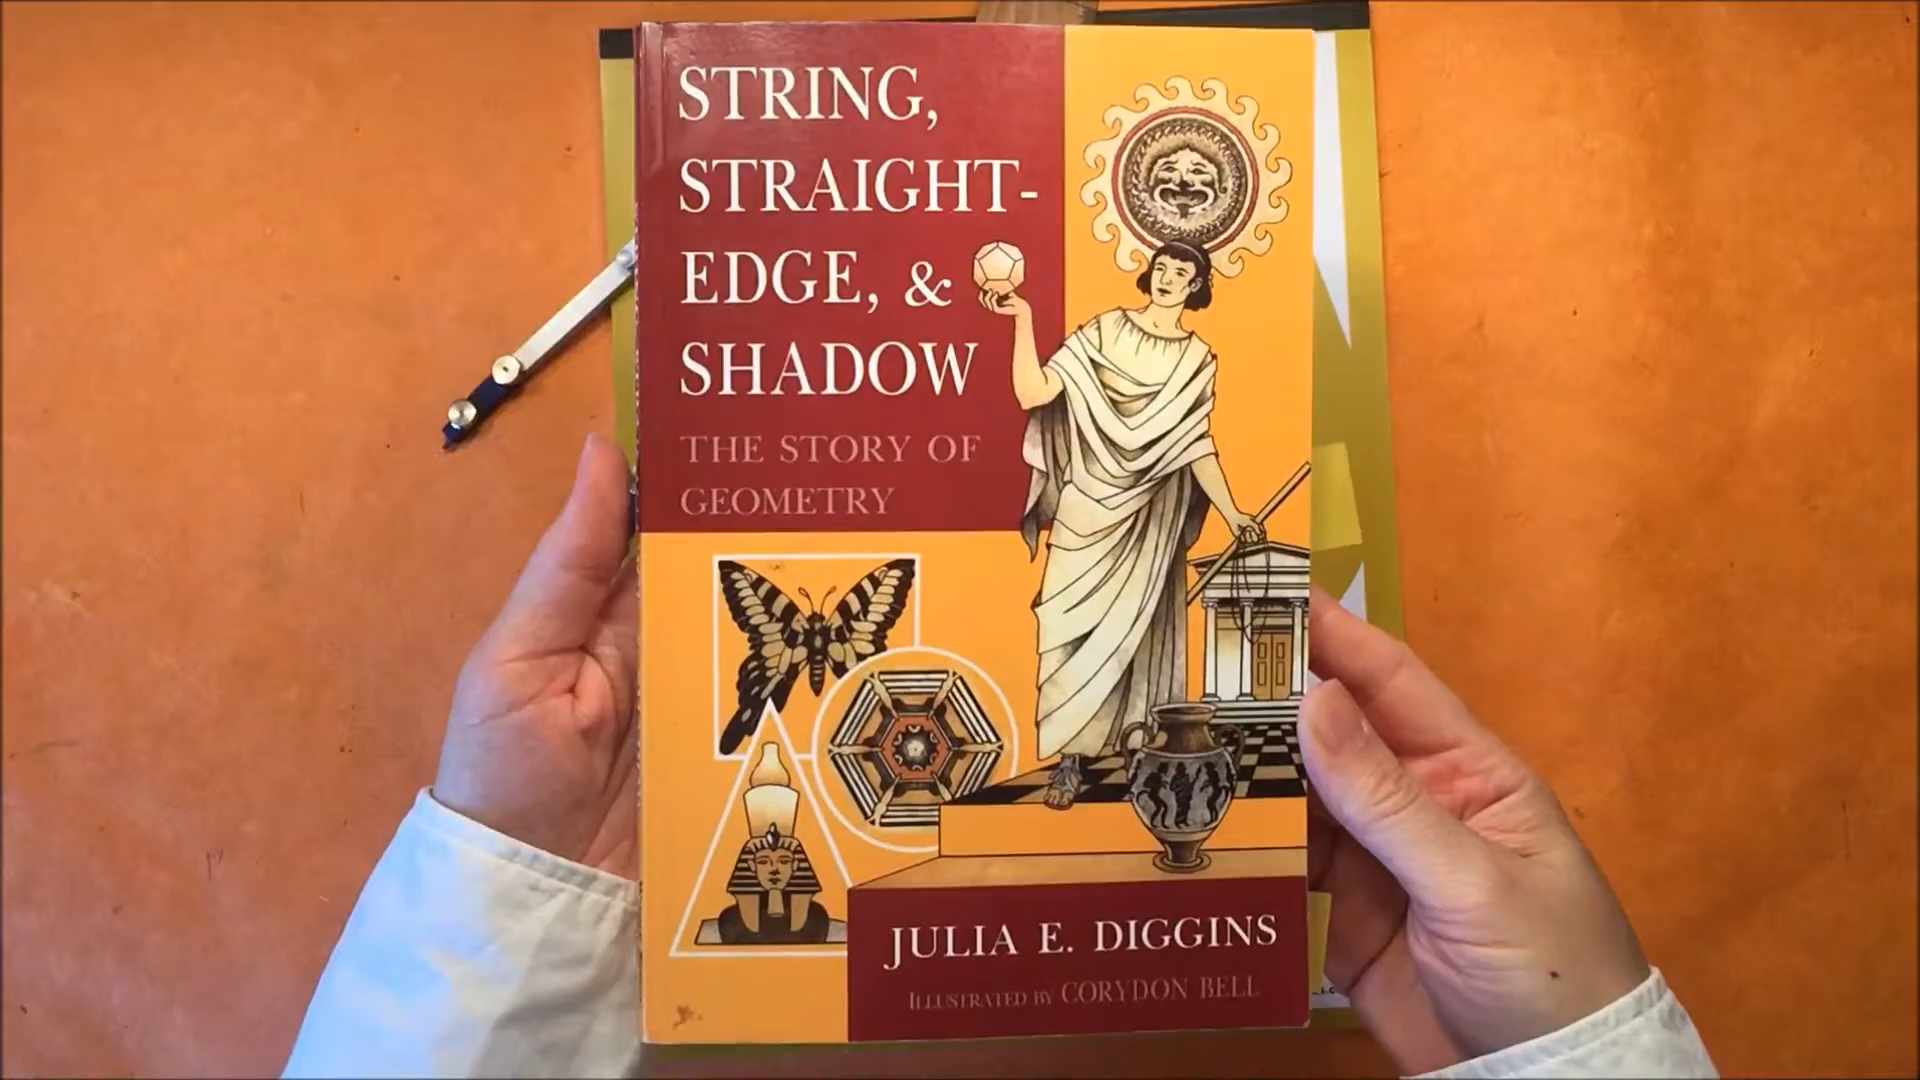 STRING,
STRAIGHT-
EDGE, &
SHADOW
THE STORY OF
GEOMETRY
JULIA E. DIGGINS
ILLUSTRATED BY CORYDON BELL